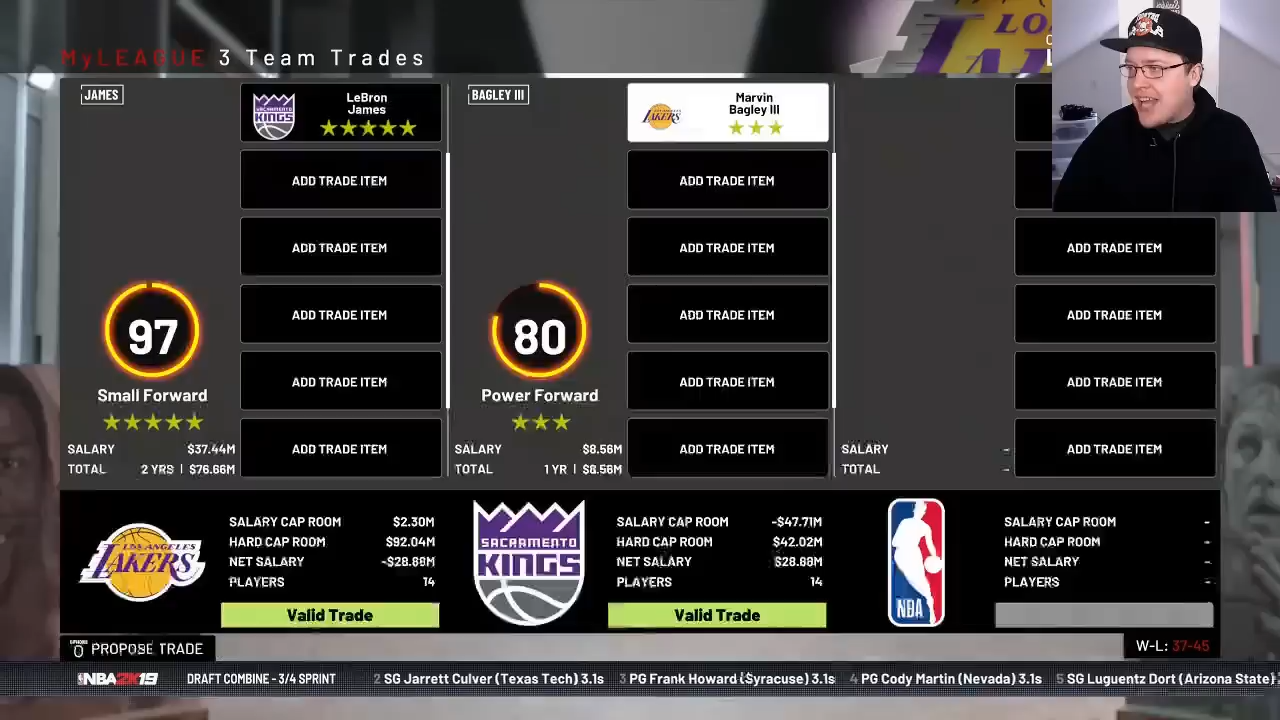 MyLEAGUE 3 Team Trades
JAMES
SACRAMENTO
KINGS
LeBron
James
ADD TRADE ITEM
ADD TRADE ITEM
ADD TRADE ITEM
ADD TRADE ITEM
ADD TRADE ITEM
97
Small Forward
SALARY $37.44M
TOTAL 2 YRS | $76.66M
BAGLEY III
LAKERS
Marvin
Bagley III
ADD TRADE ITEM
ADD TRADE ITEM
ADD TRADE ITEM
ADD TRADE ITEM
ADD TRADE ITEM
80
Power Forward
SALARY $8.56M
TOTAL 1 YR | $8.56M
ADD TRADE ITEM
ADD TRADE ITEM
ADD TRADE ITEM
ADD TRADE ITEM
SALARY -
TOTAL -
LOS ANGELES
LAKERS
SALARY CAP ROOM $2.30M
HARD CAP ROOM $92.04M
NET SALARY -$28.88M
PLAYERS 14
Valid Trade
SACRAMENTO
KINGS
SALARY CAP ROOM -$47.71M
HARD CAP ROOM $42.02M
NET SALARY $28.88M
PLAYERS 14
Valid Trade
NBA
SALARY CAP ROOM -
HARD CAP ROOM -
NET SALARY -
PLAYERS -
PROPOSE TRADE
W-L: 37-45
NBA2K19 DRAFT COMBINE - 3/4 SPRINT 2 SG Jarrett Culver (Texas Tech) 3.1s 3 PG Frank Howard (Syracuse) 3.1s 4 PG Cody Martin (Nevada) 3.1s 5 SG Luguentz Dort (Arizona State)